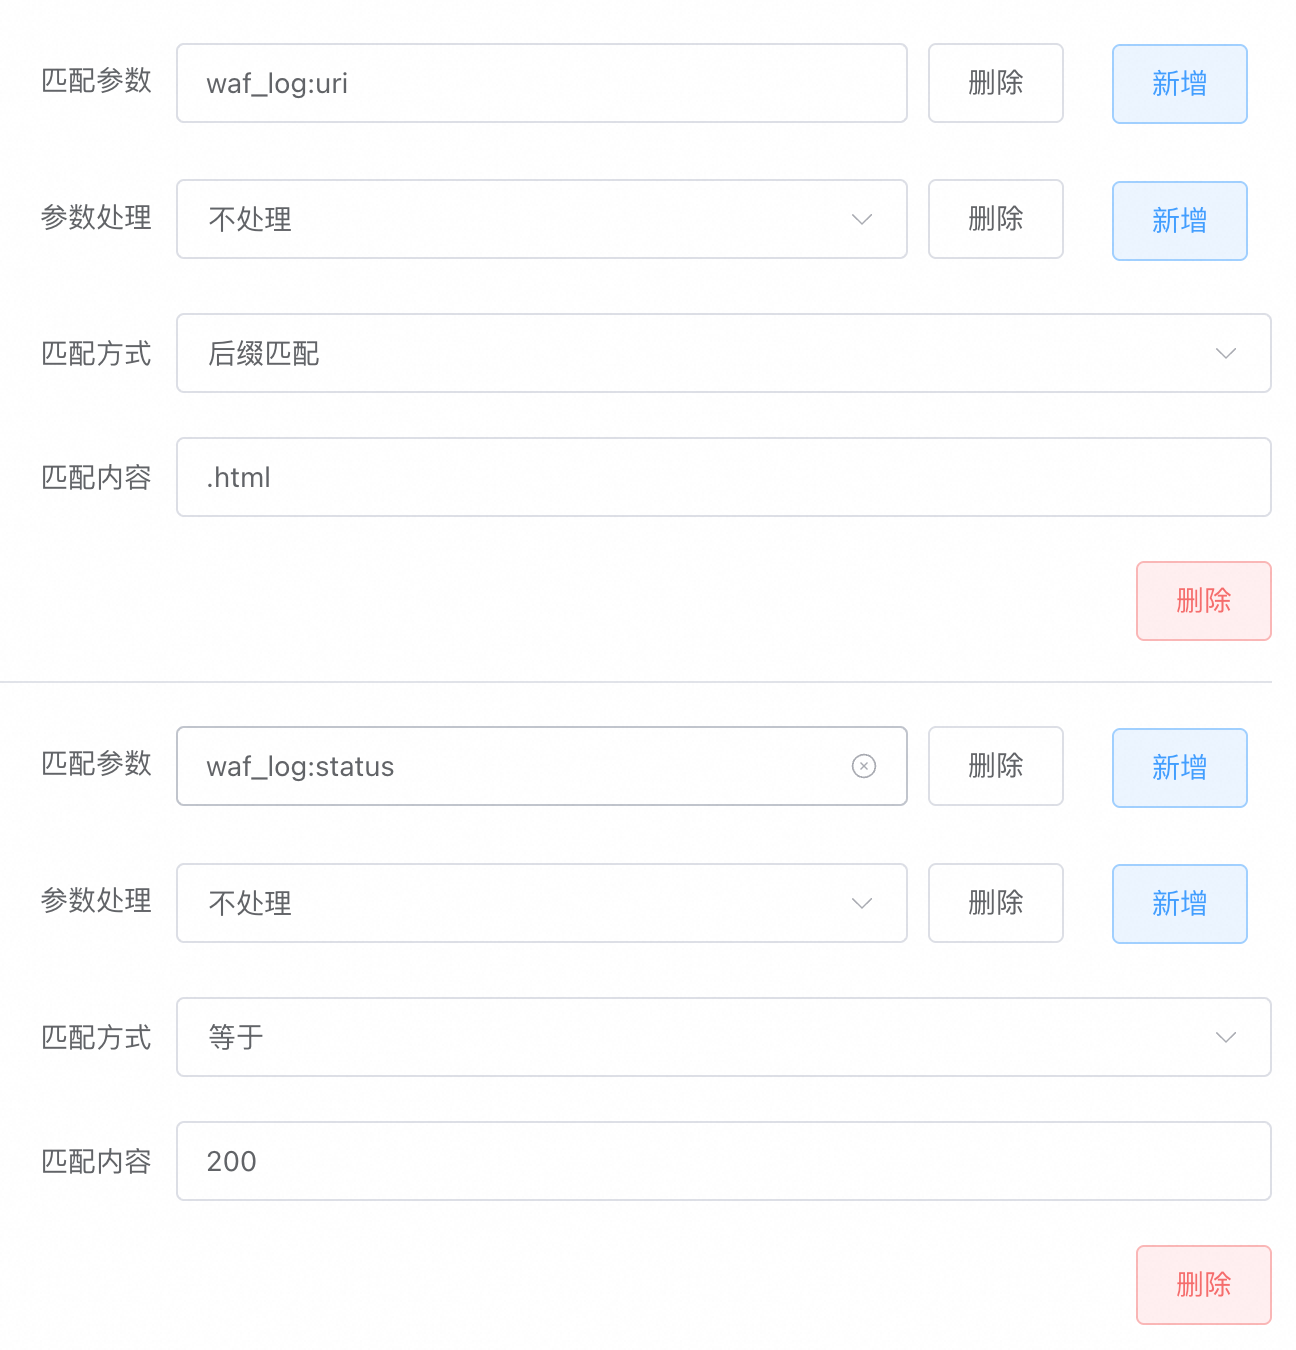 匹配参数 waf_log:uri 删除 新增
参数处理 不处理 删除 新增
匹配方式 后缀匹配
匹配内容 .html
删除
匹配参数 waf_log:status 删除 新增
参数处理 不处理 删除 新增
匹配方式 等于
匹配内容 200
删除